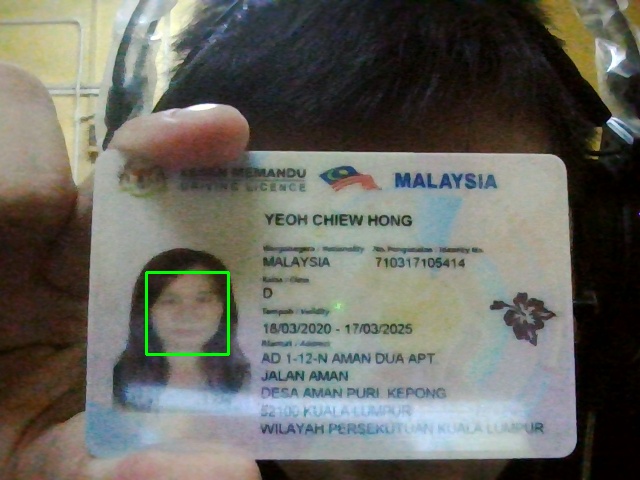 LESEN MEMANDU
DRIVING LICENCE
MALAYSIA
YEOH CHIEW HONG
Warganegara / Nationality No. Pengenalan / Identity No.
MALAYSIA 710317105414
Kelas / Class
D
Tempoh / Validity
18/03/2020 - 17/03/2025
Alamat / Address
AD 1-12-N AMAN DUA APT
JALAN AMAN
DESA AMAN PURI, KEPONG
52100 KUALA LUMPUR
WILAYAH PERSEKUTUAN KUALA LUMPUR